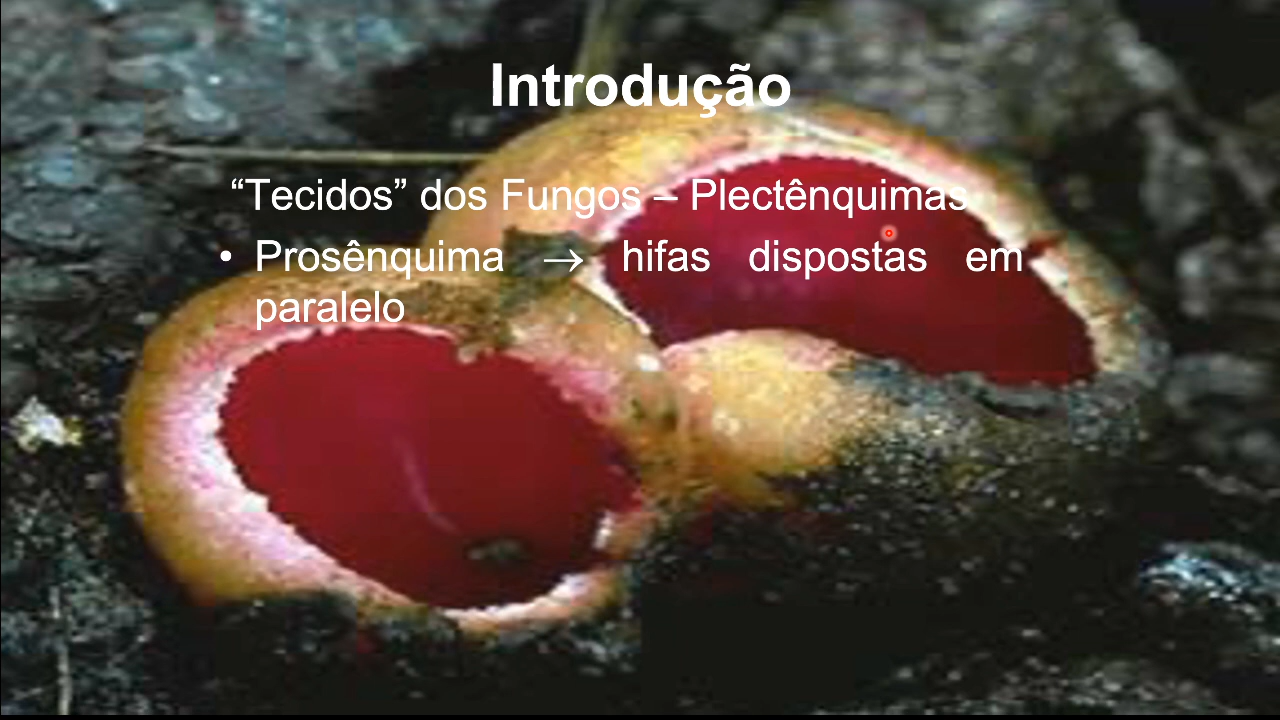 Introdução
“Tecidos” dos Fungos – Plectênquimas
• Prosênquima → hifas dispostas em
paralelo